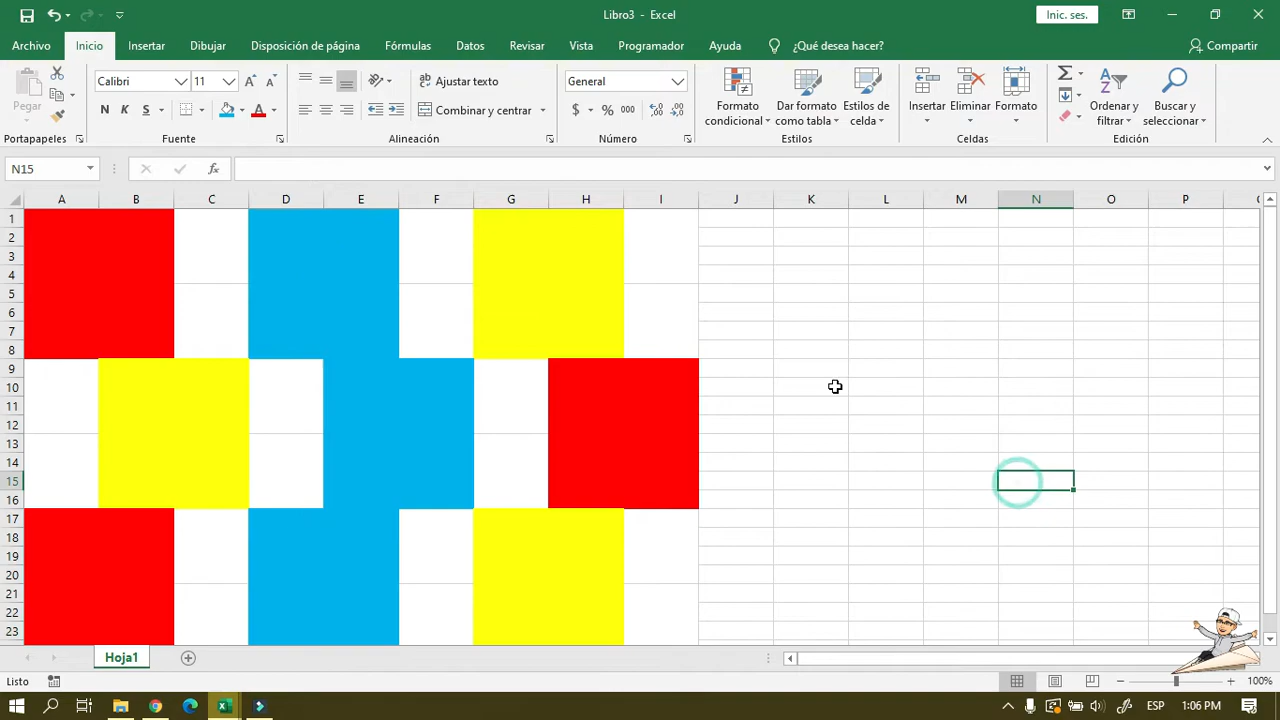 Libro3 - Excel
Inic. ses.
Archivo Inicio Insertar Dibujar Disposición de página Fórmulas Datos Revisar Vista Programador Ayuda ¿Qué desea hacer? Compartir
Pegar
Calibri 11
N K S
Ajustar texto
Combinar y centrar
General
$ % 000
Formato condicional
Dar formato como tabla
Estilos de celda
Insertar
Eliminar
Formato
Ordenar y filtrar
Buscar y seleccionar
Portapapeles Fuente Alineación Número Estilos Celdas Edición
N15 fx
A B C D E F G H I J K L M N O P
1
2
3
4
5
6
7
8
9
10
11
12
13
14
15
16
17
18
19
20
21
22
23
Hoja1
Listo 100%
ESP 1:06 PM